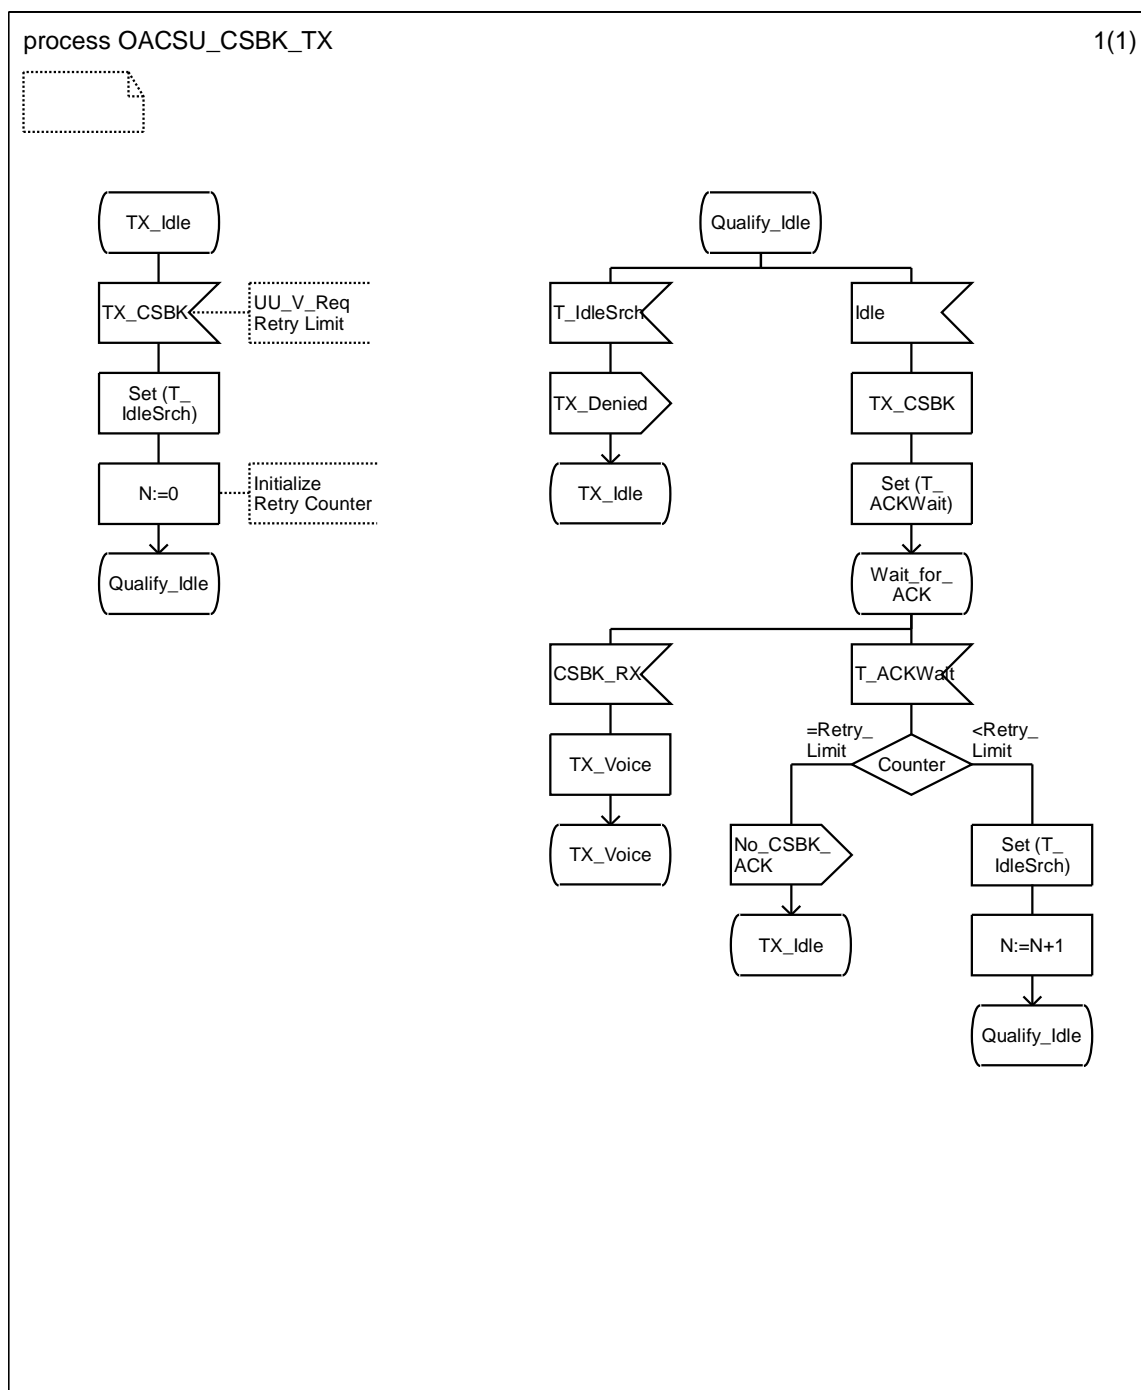 process OACSU_CSBK_TX
1(1)
TX_Idle
TX_CSBK
UU_V_Req
Retry Limit
Set (T_
IdleSrch)
N:=0
Initialize
Retry Counter
Qualify_Idle
Qualify_Idle
T_IdleSrch
TX_Denied
TX_Idle
Idle
TX_CSBK
Set (T_
ACKWait)
Wait_for_
ACK
CSBK_RX
TX_Voice
TX_Voice
T_ACKWait
=Retry_
Limit
Counter
<Retry_
Limit
No_CSBK_
ACK
TX_Idle
Set (T_
IdleSrch)
N:=N+1
Qualify_Idle